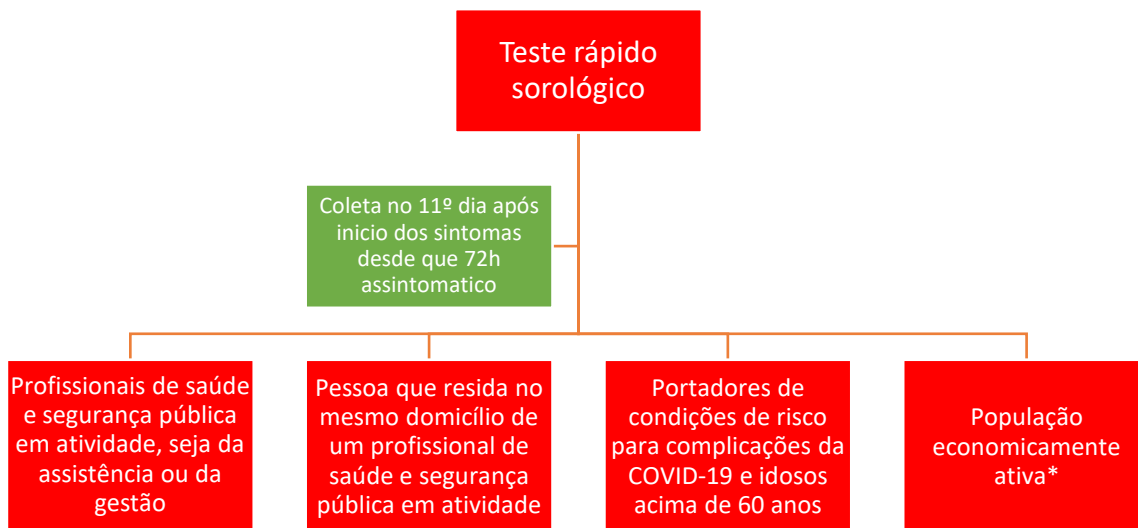 Teste rápido
sorológico
Coleta no 11º dia após
inicio dos sintomas
desde que 72h
assintomatico
Profissionais de saúde
e segurança pública
em atividade, seja da
assistência ou da
gestão
Pessoa que resida no
mesmo domicílio de
um profissional de
saúde e segurança
pública em atividade
Portadores de
condições de risco
para complicações da
COVID-19 e idosos
acima de 60 anos
População
economicamente
ativa*